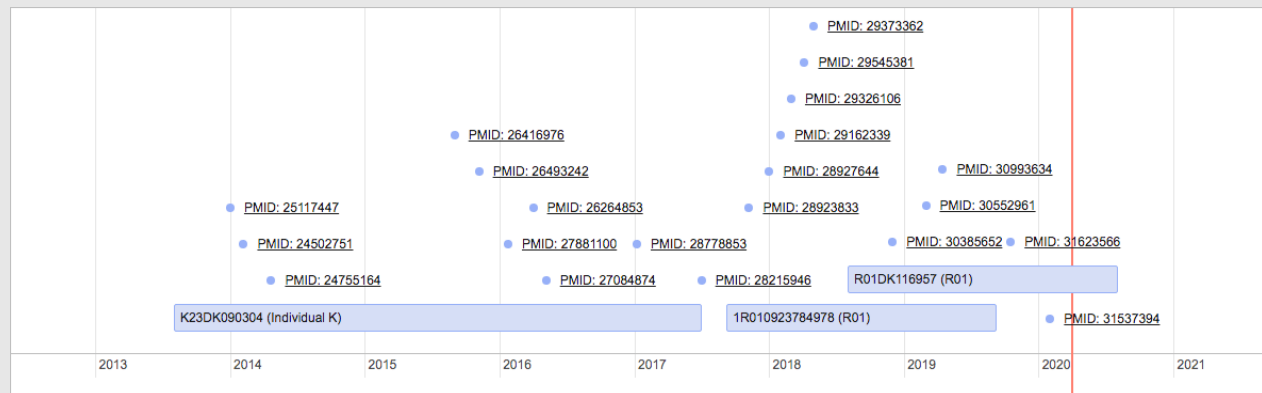 PMID: 29373362
PMID: 29545381
PMID: 29326106
PMID: 26416976
PMID: 29162339
PMID: 26493242
PMID: 28927644
PMID: 30993634
PMID: 25117447
PMID: 26264853
PMID: 28923833
PMID: 30552961
PMID: 24502751
PMID: 27881100
PMID: 28778853
PMID: 30385652
PMID: 31623566
PMID: 24755164
PMID: 27084874
PMID: 28215946
R01DK116957 (R01)
K23DK090304 (Individual K)
1R010923784978 (R01)
PMID: 31537394
2013
2014
2015
2016
2017
2018
2019
2020
2021